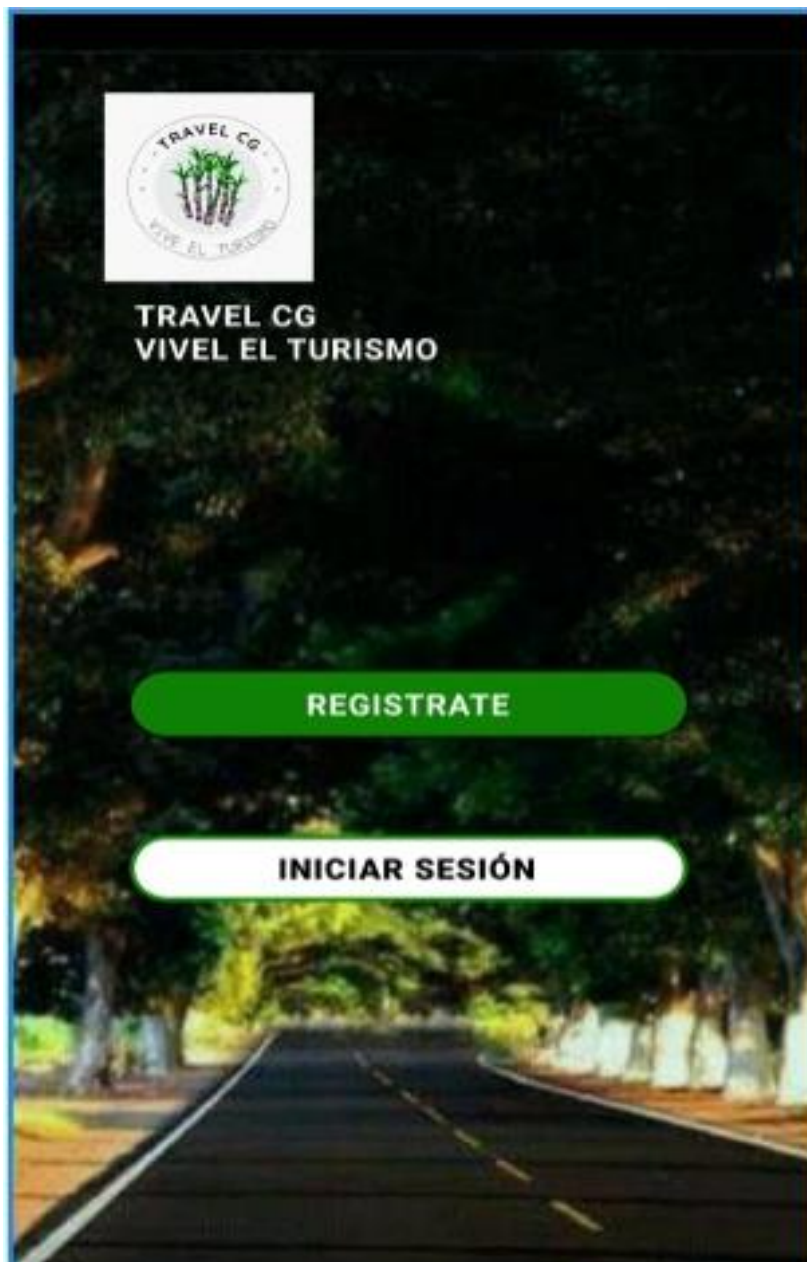 TRAVEL CG
VIVE EL TURISMO
TRAVEL CG
VIVEL EL TURISMO
REGISTRATE
INICIAR SESIÓN